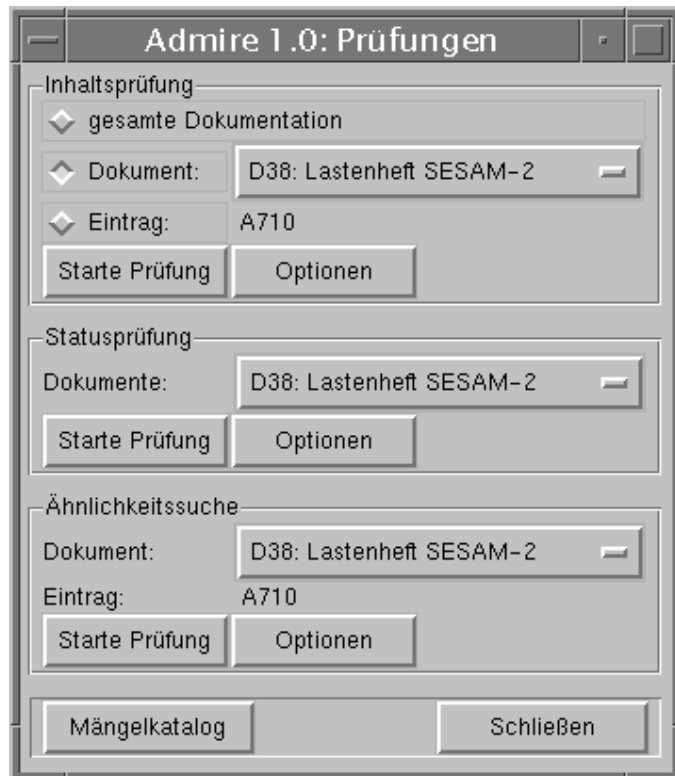 Admire 1.0: Prüfungen
Inhaltsprüfung
gesamte Dokumentation
Dokument: D38: Lastenheft SESAM-2
Eintrag: A710
Starte Prüfung Optionen
Statusprüfung
Dokumente: D38: Lastenheft SESAM-2
Starte Prüfung Optionen
Ähnlichkeitssuche
Dokument: D38: Lastenheft SESAM-2
Eintrag: A710
Starte Prüfung Optionen
Mängelkatalog Schließen